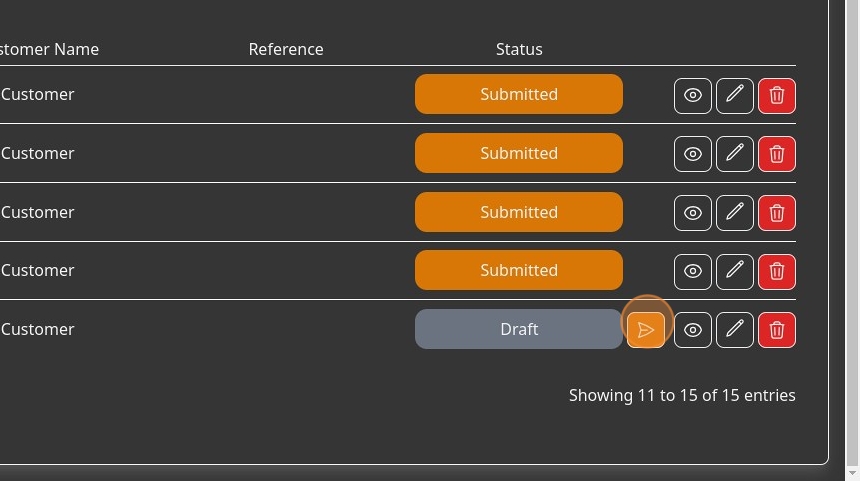 stomer Name Reference Status
Customer Submitted
Customer Submitted
Customer Submitted
Customer Submitted
Customer Draft
Showing 11 to 15 of 15 entries